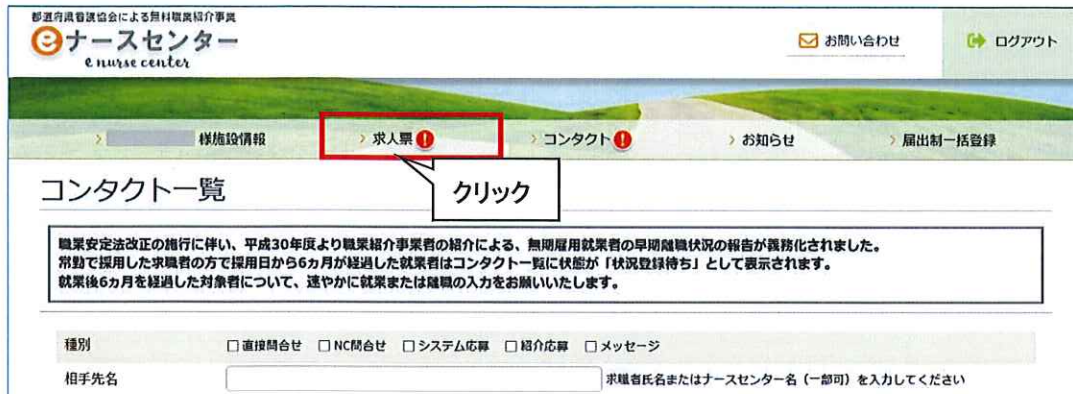 都道府県看護協会による無料職業紹介事業
eナースセンター
e nurse center
お問い合わせ
ログアウト
様施設情報
求人票
コンタクト
お知らせ
届出制一括登録
クリック
コンタクト一覧
職業安定法改正の施行に伴い、平成30年度より職業紹介事業者の紹介による、無期雇用就業者の早期離職状況の報告が義務化されました。
常勤で採用した求職者の方で採用日から6ヵ月が経過した就業者はコンタクト一覧に状態が「状況登録待ち」として表示されます。
就業後6ヵ月を経過した対象者について、速やかに就業または離職の入力をお願いいたします。
種別 □直接問合せ □NC問合せ □システム応募 □紹介応募 □メッセージ
相手先名 求職者氏名またはナースセンター名（一部可）を入力してください